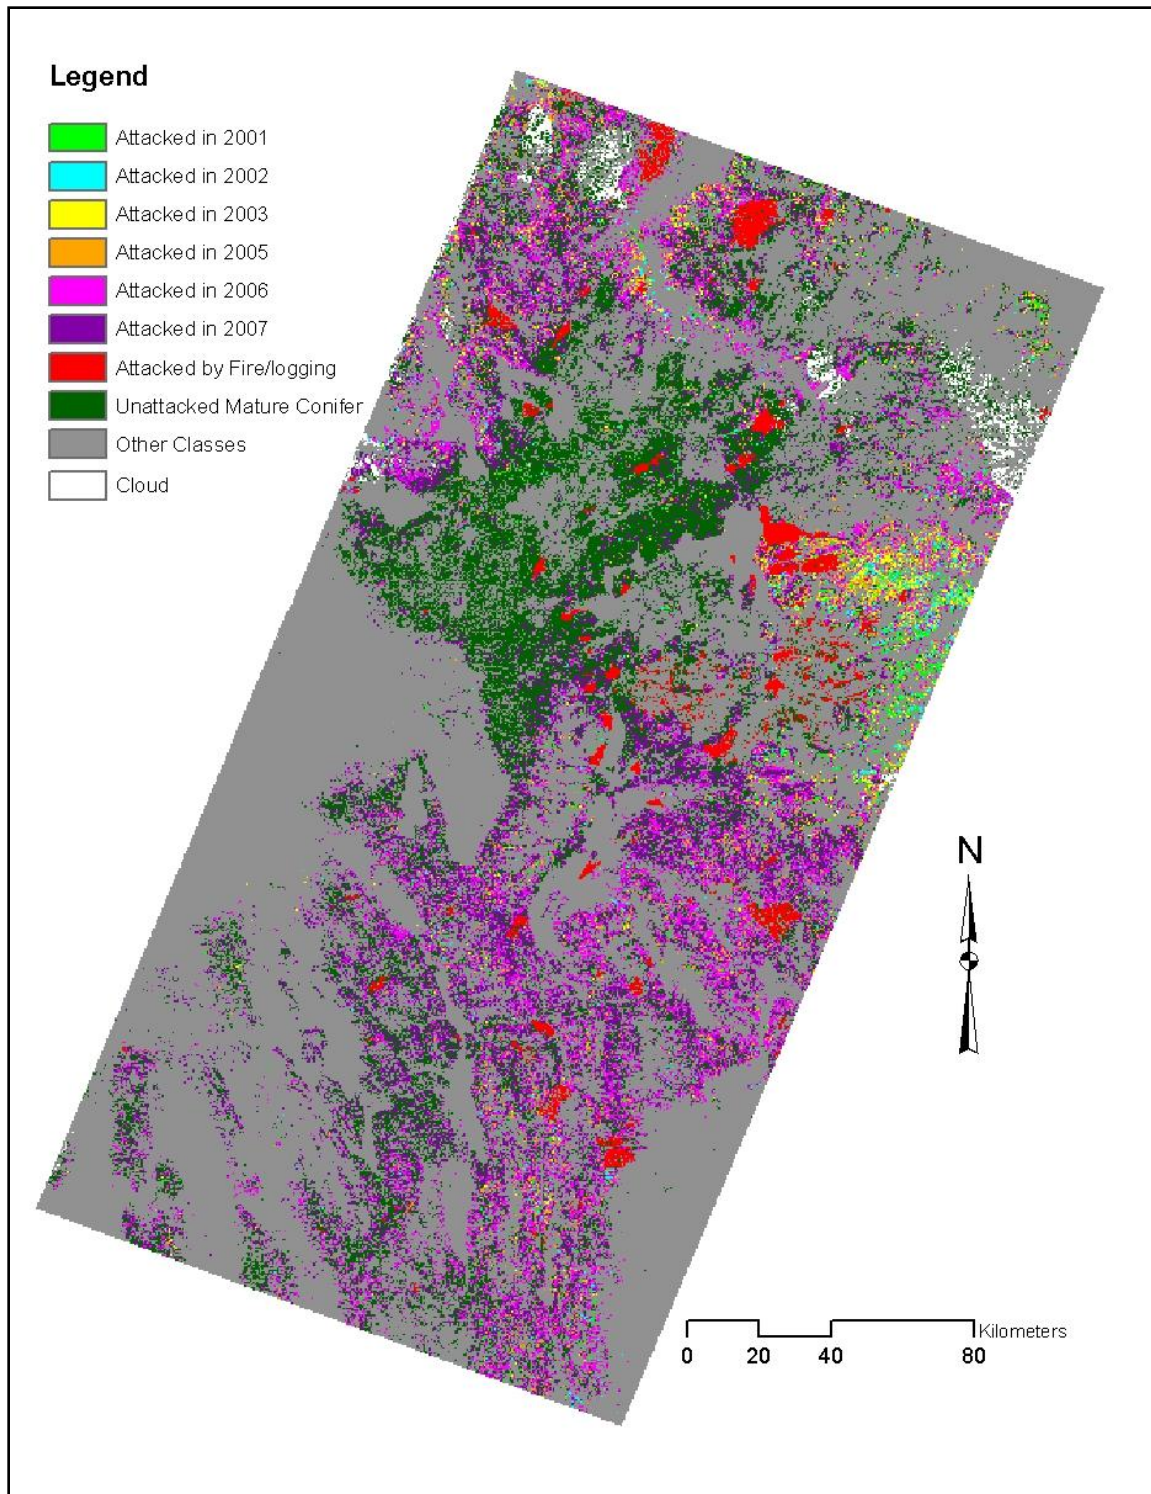 Legend
Attacked in 2001
Attacked in 2002
Attacked in 2003
Attacked in 2005
Attacked in 2006
Attacked in 2007
Attacked by Fire/logging
Unattacked Mature Conifer
Other Classes
Cloud
N
Kilometers
0 20 40 80